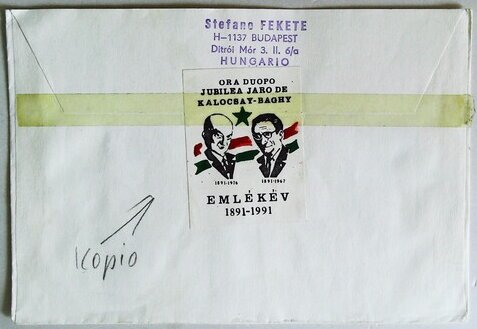 Stefano FEKETE
H-1137 BUDAPEST
Ditrói Mór 3. II. 6/a
HUNGARIO
ORA DUOPO
JUBILEA JARO DE
KALOCSAY-BAGHY
1891-1976 1891-1967
EMLÉKÉV
1891-1991
Kopio